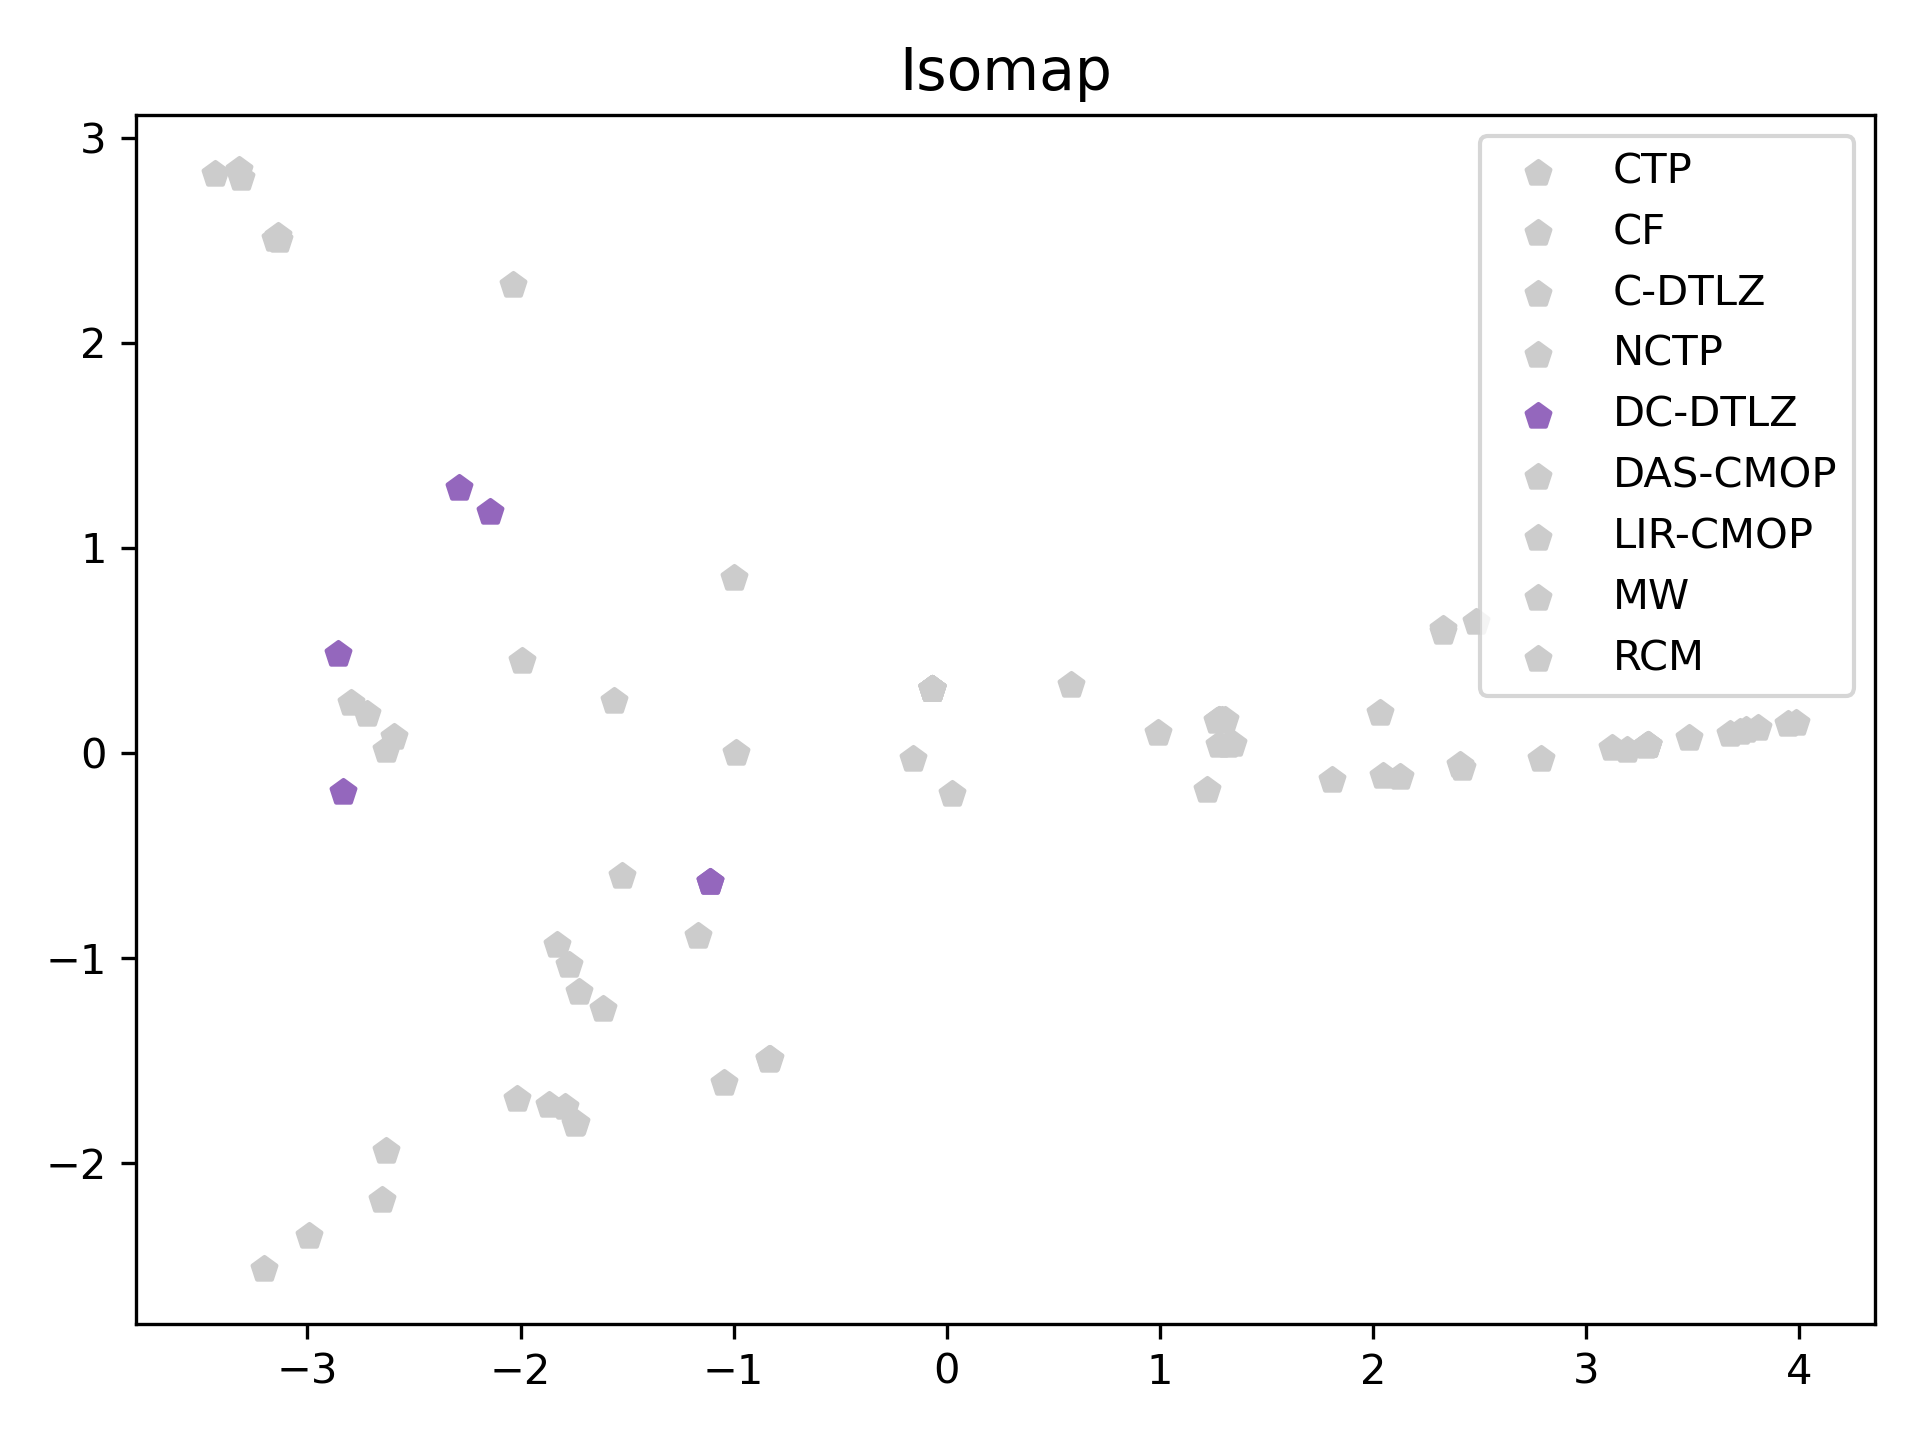 Isomap
3
2
1
0
−1
−2
−3
−2
−1
0
1
2
3
4
CTP
CF
C-DTLZ
NCTP
DC-DTLZ
DAS-CMOP
LIR-CMOP
MW
RCM